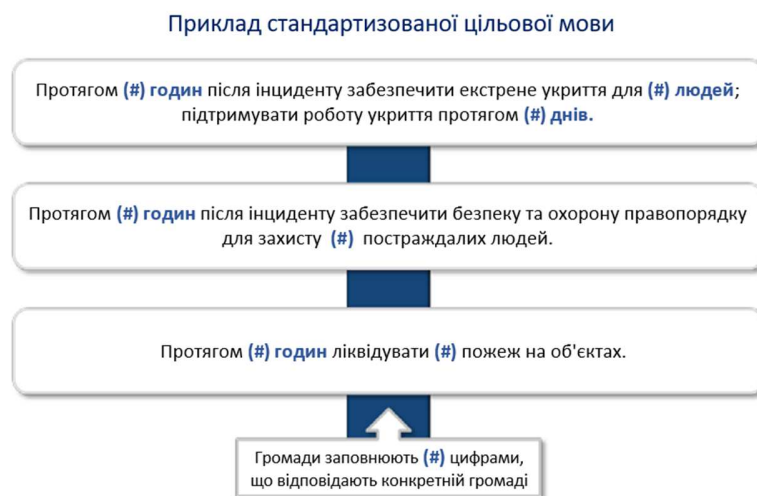 Приклад стандартизованої цільової мови
Протягом (#) годин після інциденту забезпечити екстрене укриття для (#) людей;
підтримувати роботу укриття протягом (#) днів.
Протягом (#) годин після інциденту забезпечити безпеку та охорону правопорядку
для захисту (#) постраждалих людей.
Протягом (#) годин ліквідувати (#) пожеж на об'єктах.
Громади заповнюють (#) цифрами,
що відповідають конкретній громаді